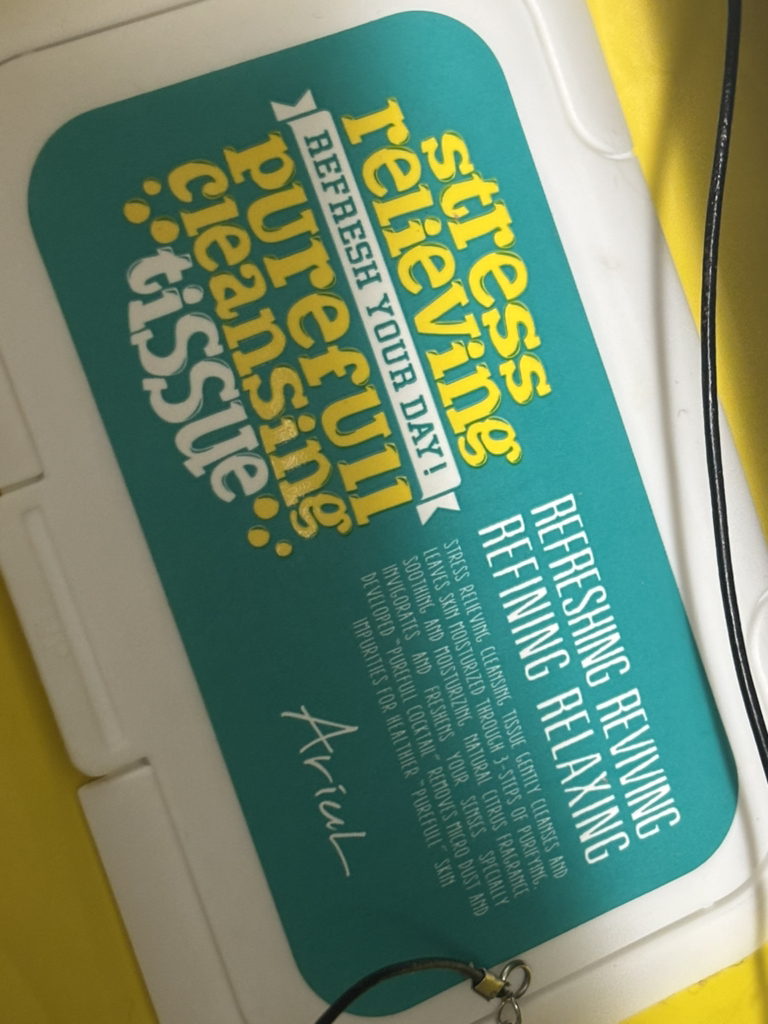 stress
relieving
REFRESH YOUR DAY!
purefull
cleansing
tissue
REFRESHING REVIVING
REFINING RELAXING
STRESS RELIEVING CLEANSING TISSUE GENTLY CLEANSES AND
LEAVES SKIN MOISTURIZED THROUGH 3-STEPS OF PURIFYING,
SOOTHING AND MOISTURIZING. NATURAL CITRUS FRAGRANCE
INVIGORATES AND FRESHENS YOUR SENSES. SPECIALLY
DEVELOPED "PUREFULL COCKTAIL" REMOVES MICRO DUST AND
IMPURITIES FOR HEALTHIER "PUREFUL" SKIN
Ariul